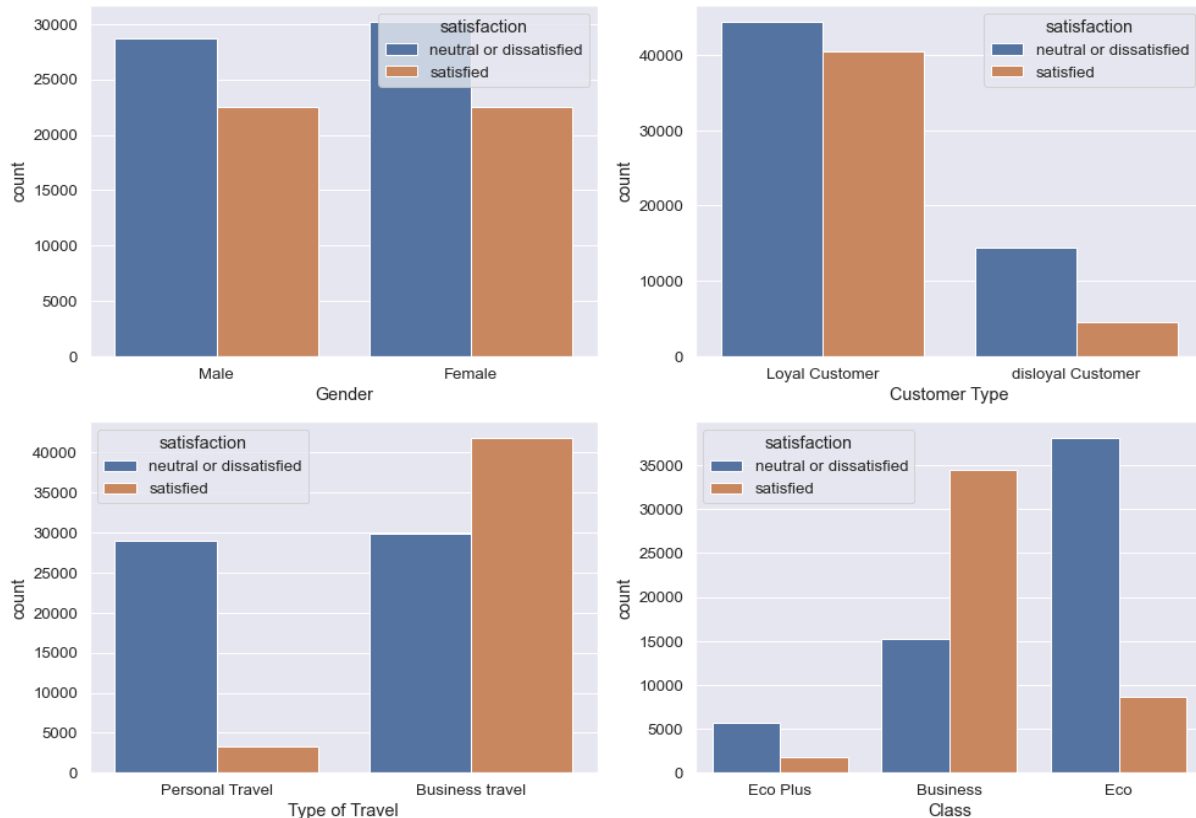 30000
25000
20000
15000
10000
5000
0
count
satisfaction
neutral or dissatisfied
satisfied
Male
Female
Gender
40000
30000
20000
10000
0
count
satisfaction
neutral or dissatisfied
satisfied
Loyal Customer
disloyal Customer
Customer Type
40000
35000
30000
25000
20000
15000
10000
5000
0
count
satisfaction
neutral or dissatisfied
satisfied
Personal Travel
Business travel
Type of Travel
35000
30000
25000
20000
15000
10000
5000
0
count
satisfaction
neutral or dissatisfied
satisfied
Eco Plus
Business
Eco
Class